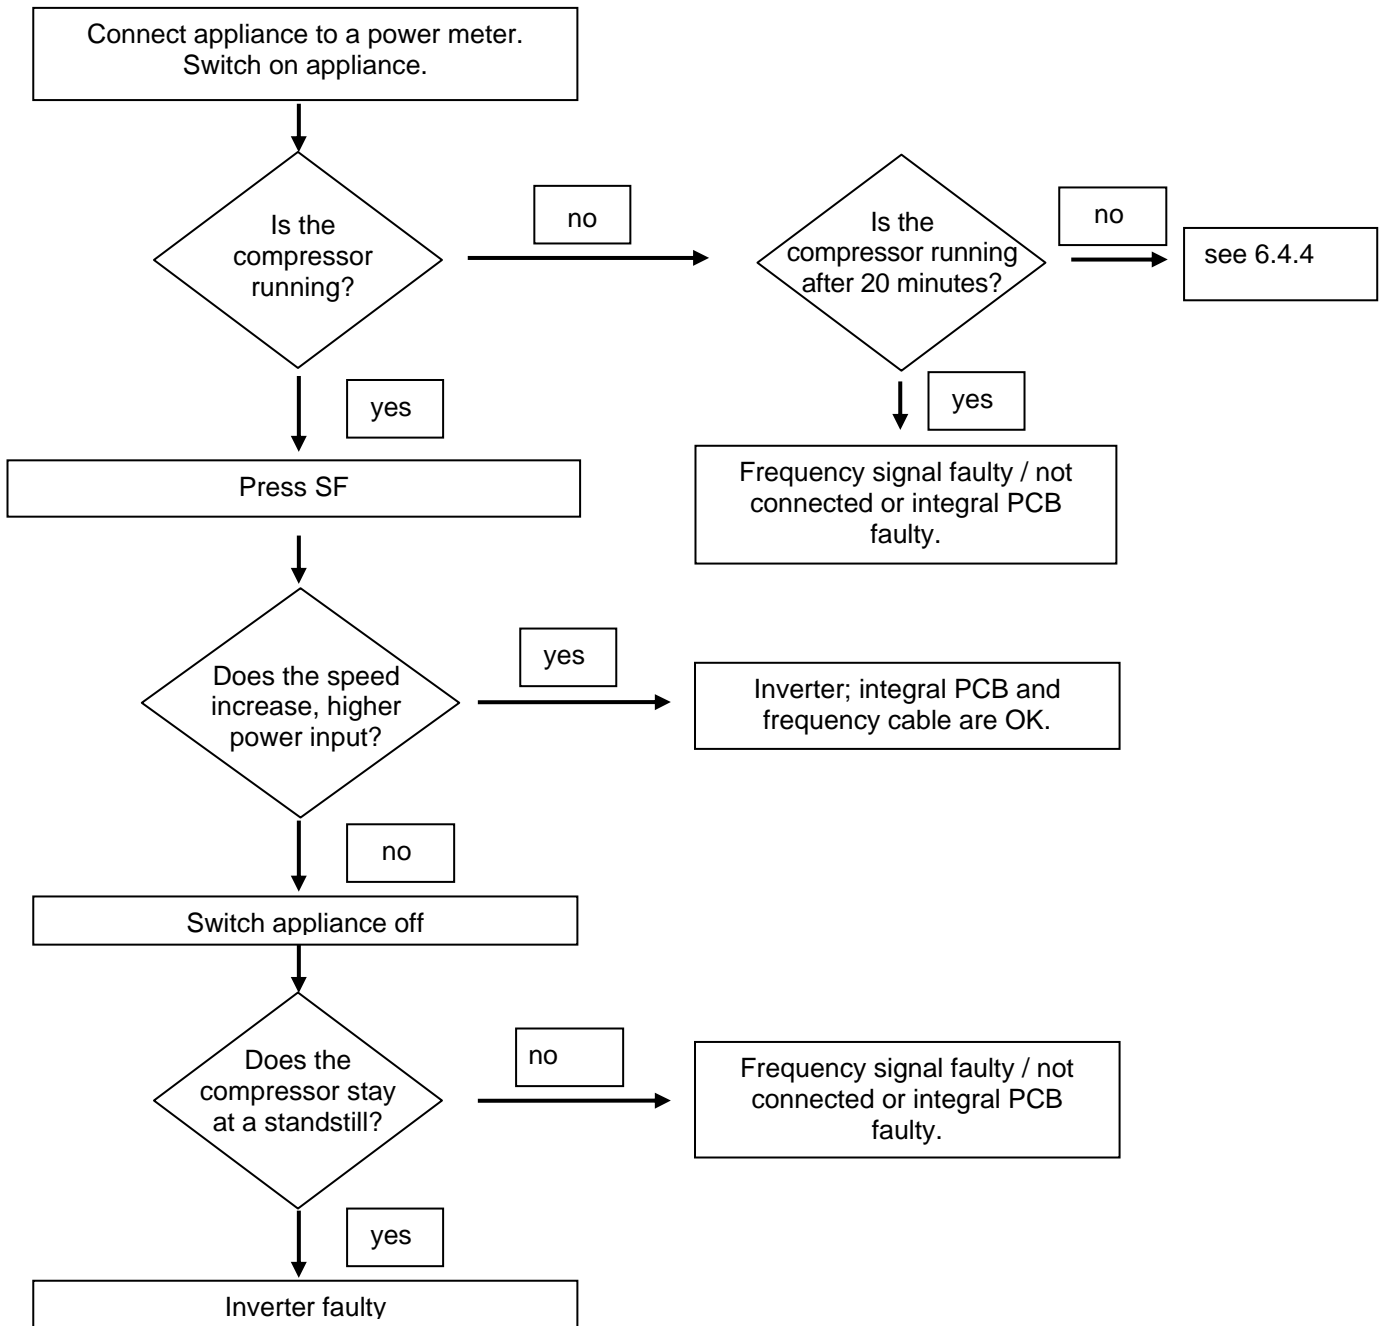 Connect appliance to a power meter.
Switch on appliance.
Is the
compressor
running?
no
Is the
compressor running
after 20 minutes?
no
see 6.4.4
yes
yes
Press SF
Frequency signal faulty / not
connected or integral PCB
faulty.
Does the speed
increase, higher
power input?
yes
Inverter; integral PCB and
frequency cable are OK.
no
Switch appliance off
Does the
compressor stay
at a standstill?
no
Frequency signal faulty / not
connected or integral PCB
faulty.
yes
Inverter faulty